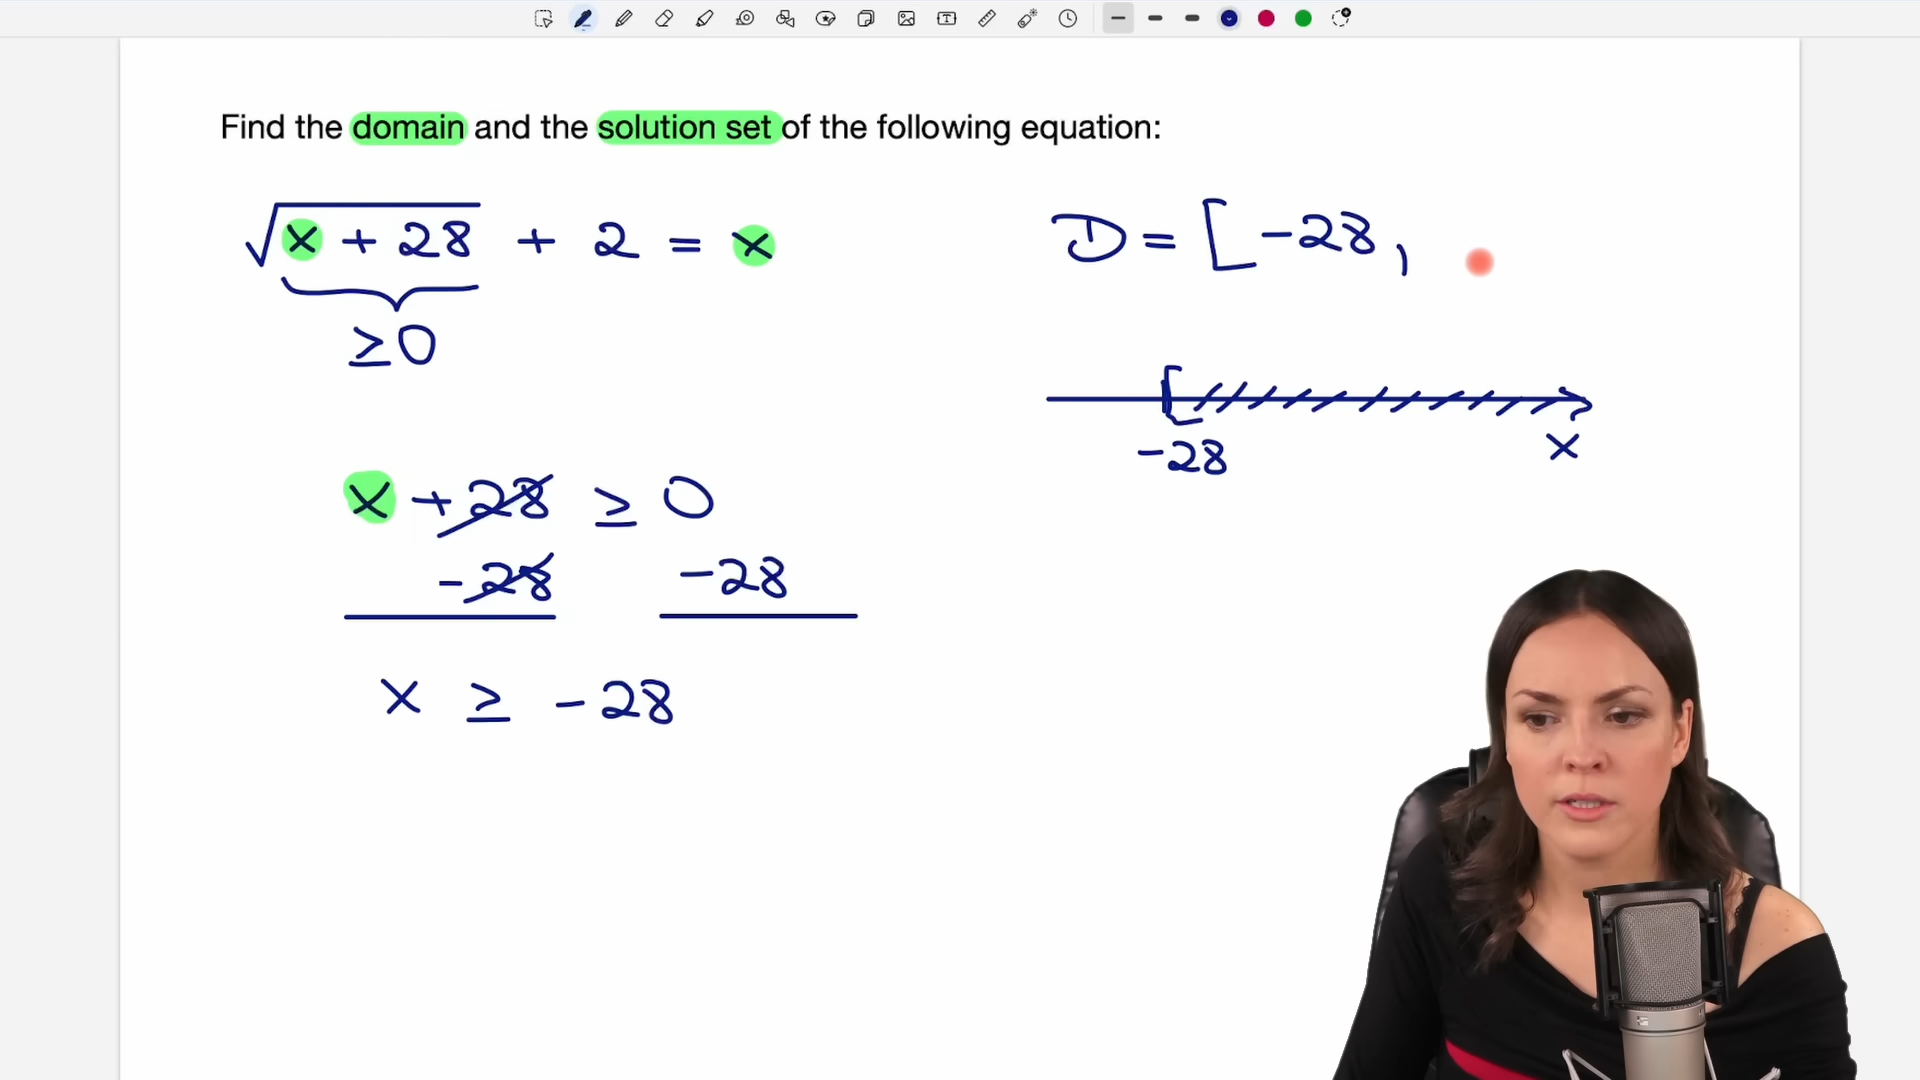 Find the domain and the solution set of the following equation:
√x + 28 + 2 = x
D = [ -28 ,
≥0
-28
x
x + 28 ≥ 0
-28 -28
x ≥ -28